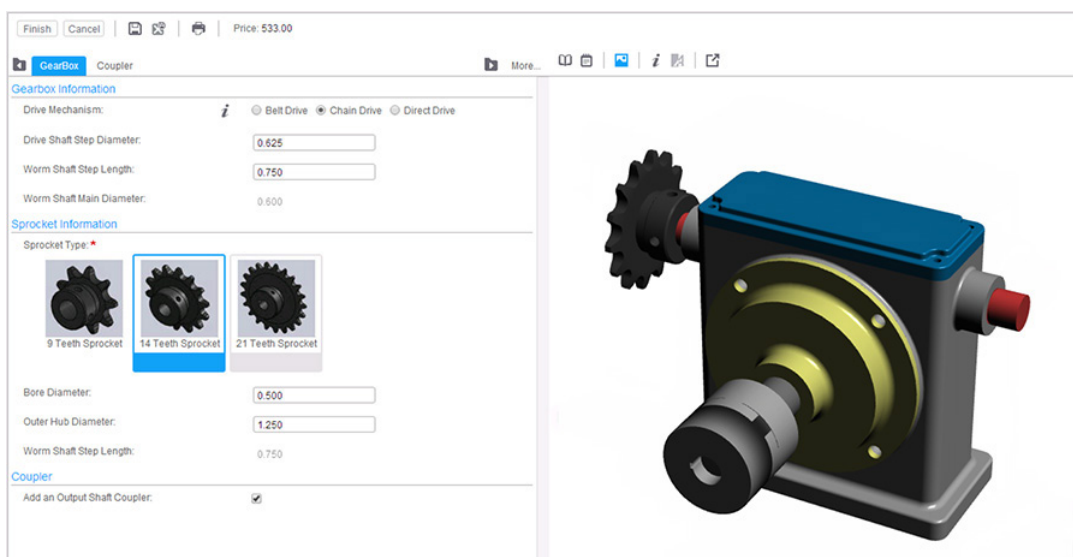 Finish Cancel Price: 533.00
GearBox Coupler More...
Gearbox Information
Drive Mechanism: i Belt Drive Chain Drive Direct Drive
Drive Shaft Step Diameter: 0.625
Worm Shaft Step Length: 0.750
Worm Shaft Main Diameter: 0.600
Sprocket Information
Sprocket Type: *
9 Teeth Sprocket 14 Teeth Sprocket 21 Teeth Sprocket
Bore Diameter: 0.500
Outer Hub Diameter: 1.250
Worm Shaft Step Length: 0.750
Coupler
Add an Output Shaft Coupler: